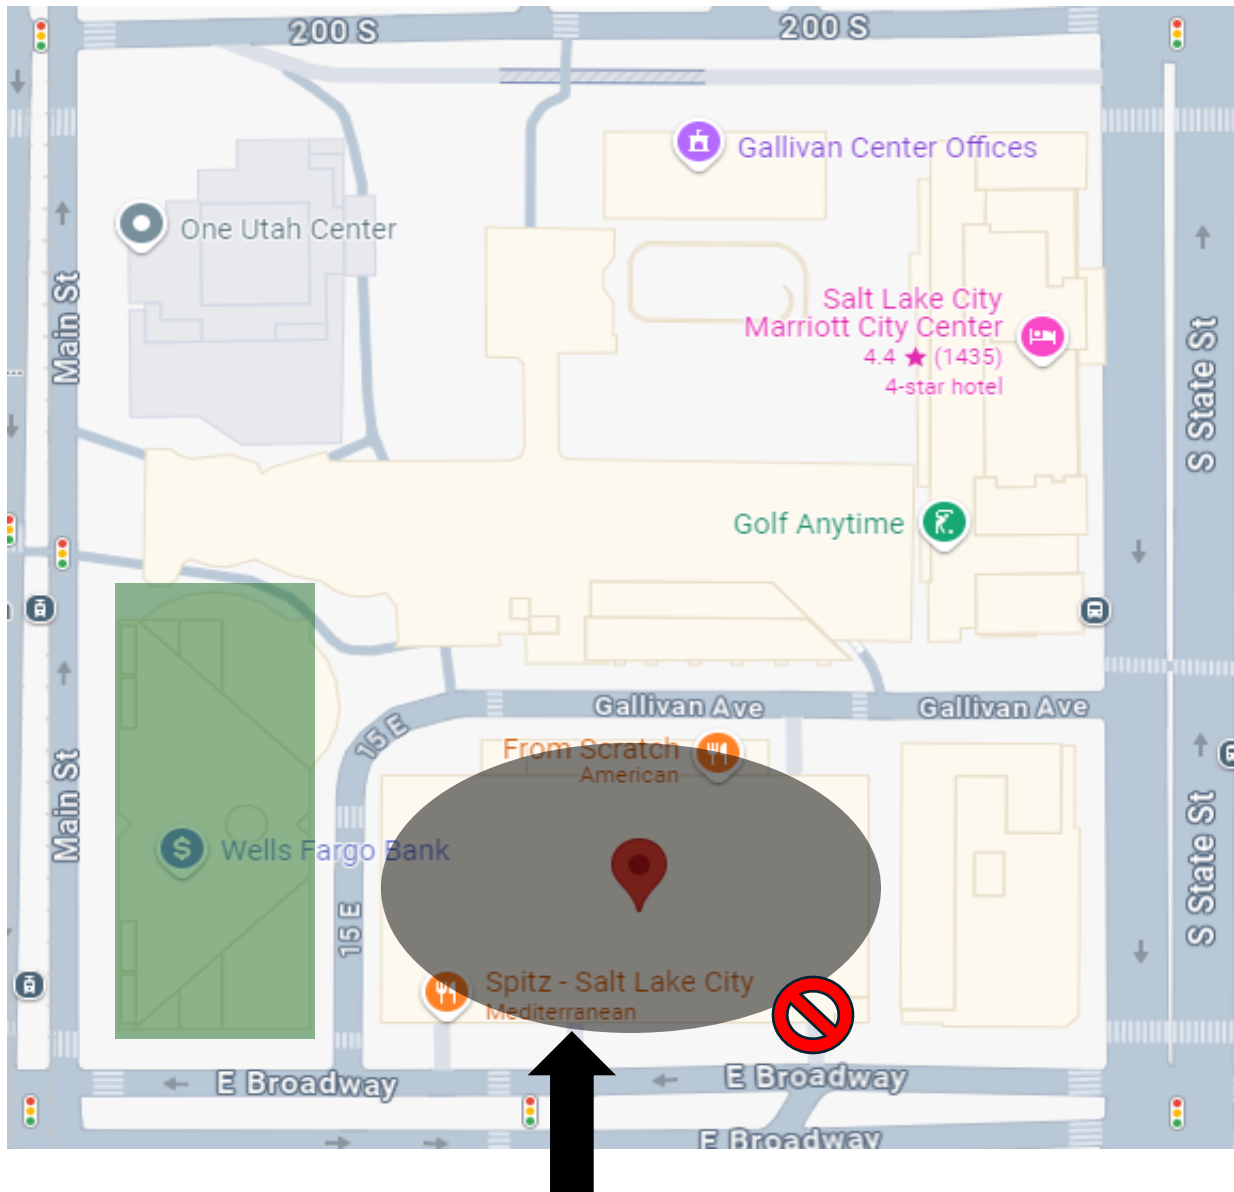 200 S
200 S
Gallivan Center Offices
One Utah Center
Main St
Salt Lake City
Marriott City Center
4.4 ★ (1435)
4-star hotel
S State St
Golf Anytime
Gallivan Ave
Gallivan Ave
15 E
From Scratch
American
Main St
$ Wells Fargo Bank
S State St
15 E
Spitz - Salt Lake City
Mediterranean
E Broadway
E Broadway
E Broadway